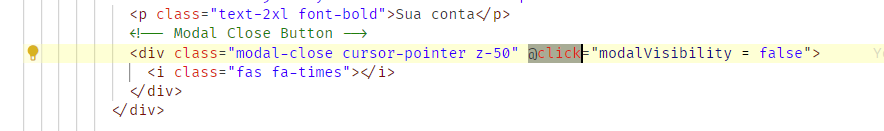 <p class="text-2xl font-bold">Sua conta</p>
<!-- Modal Close Button -->
<div class="modal-close cursor-pointer z-50" @click="modalVisibility = false">
<i class="fas fa-times"></i>
</div>
</div>